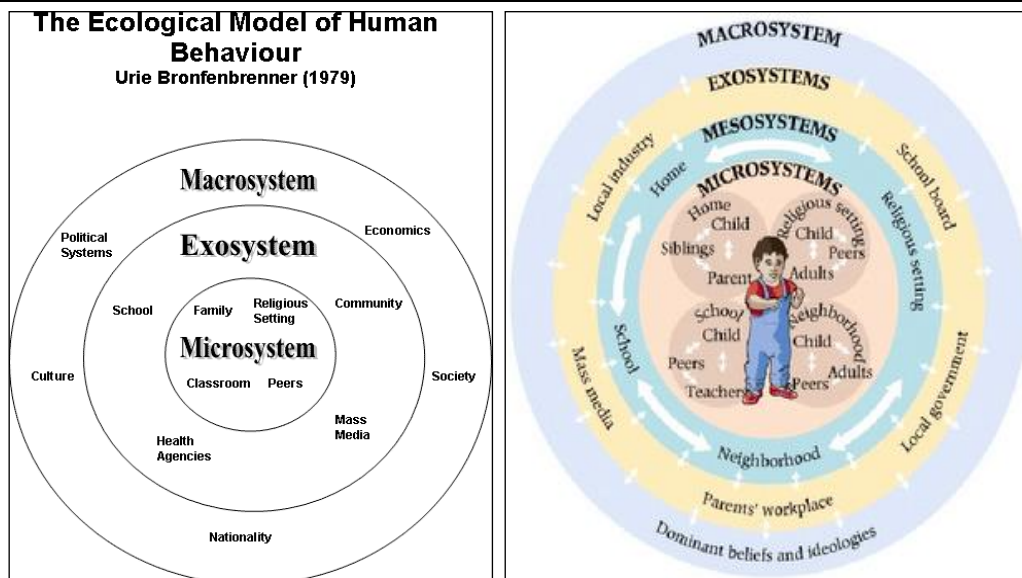 The Ecological Model of Human
Behaviour
Urie Bronfenbrenner (1979)
Macrosystem
Political
Systems
Economics
Exosystem
School
Community
Family
Religious
Setting
Microsystem
Classroom
Peers
Culture
Society
Mass
Media
Health
Agencies
Nationality
MACROSYSTEM
EXOSYSTEMS
MESOSYSTEMS
MICROSYSTEMS
Local industry
School board
Home
Religious setting
Home
Child
Siblings
Parent
Religious setting
Child
Peers
Adults
School
Child
Peers
Teachers
Neighborhood
Child
Adults
Peers
School
Mass media
Local government
Neighborhood
Parents' workplace
Dominant beliefs and ideologies